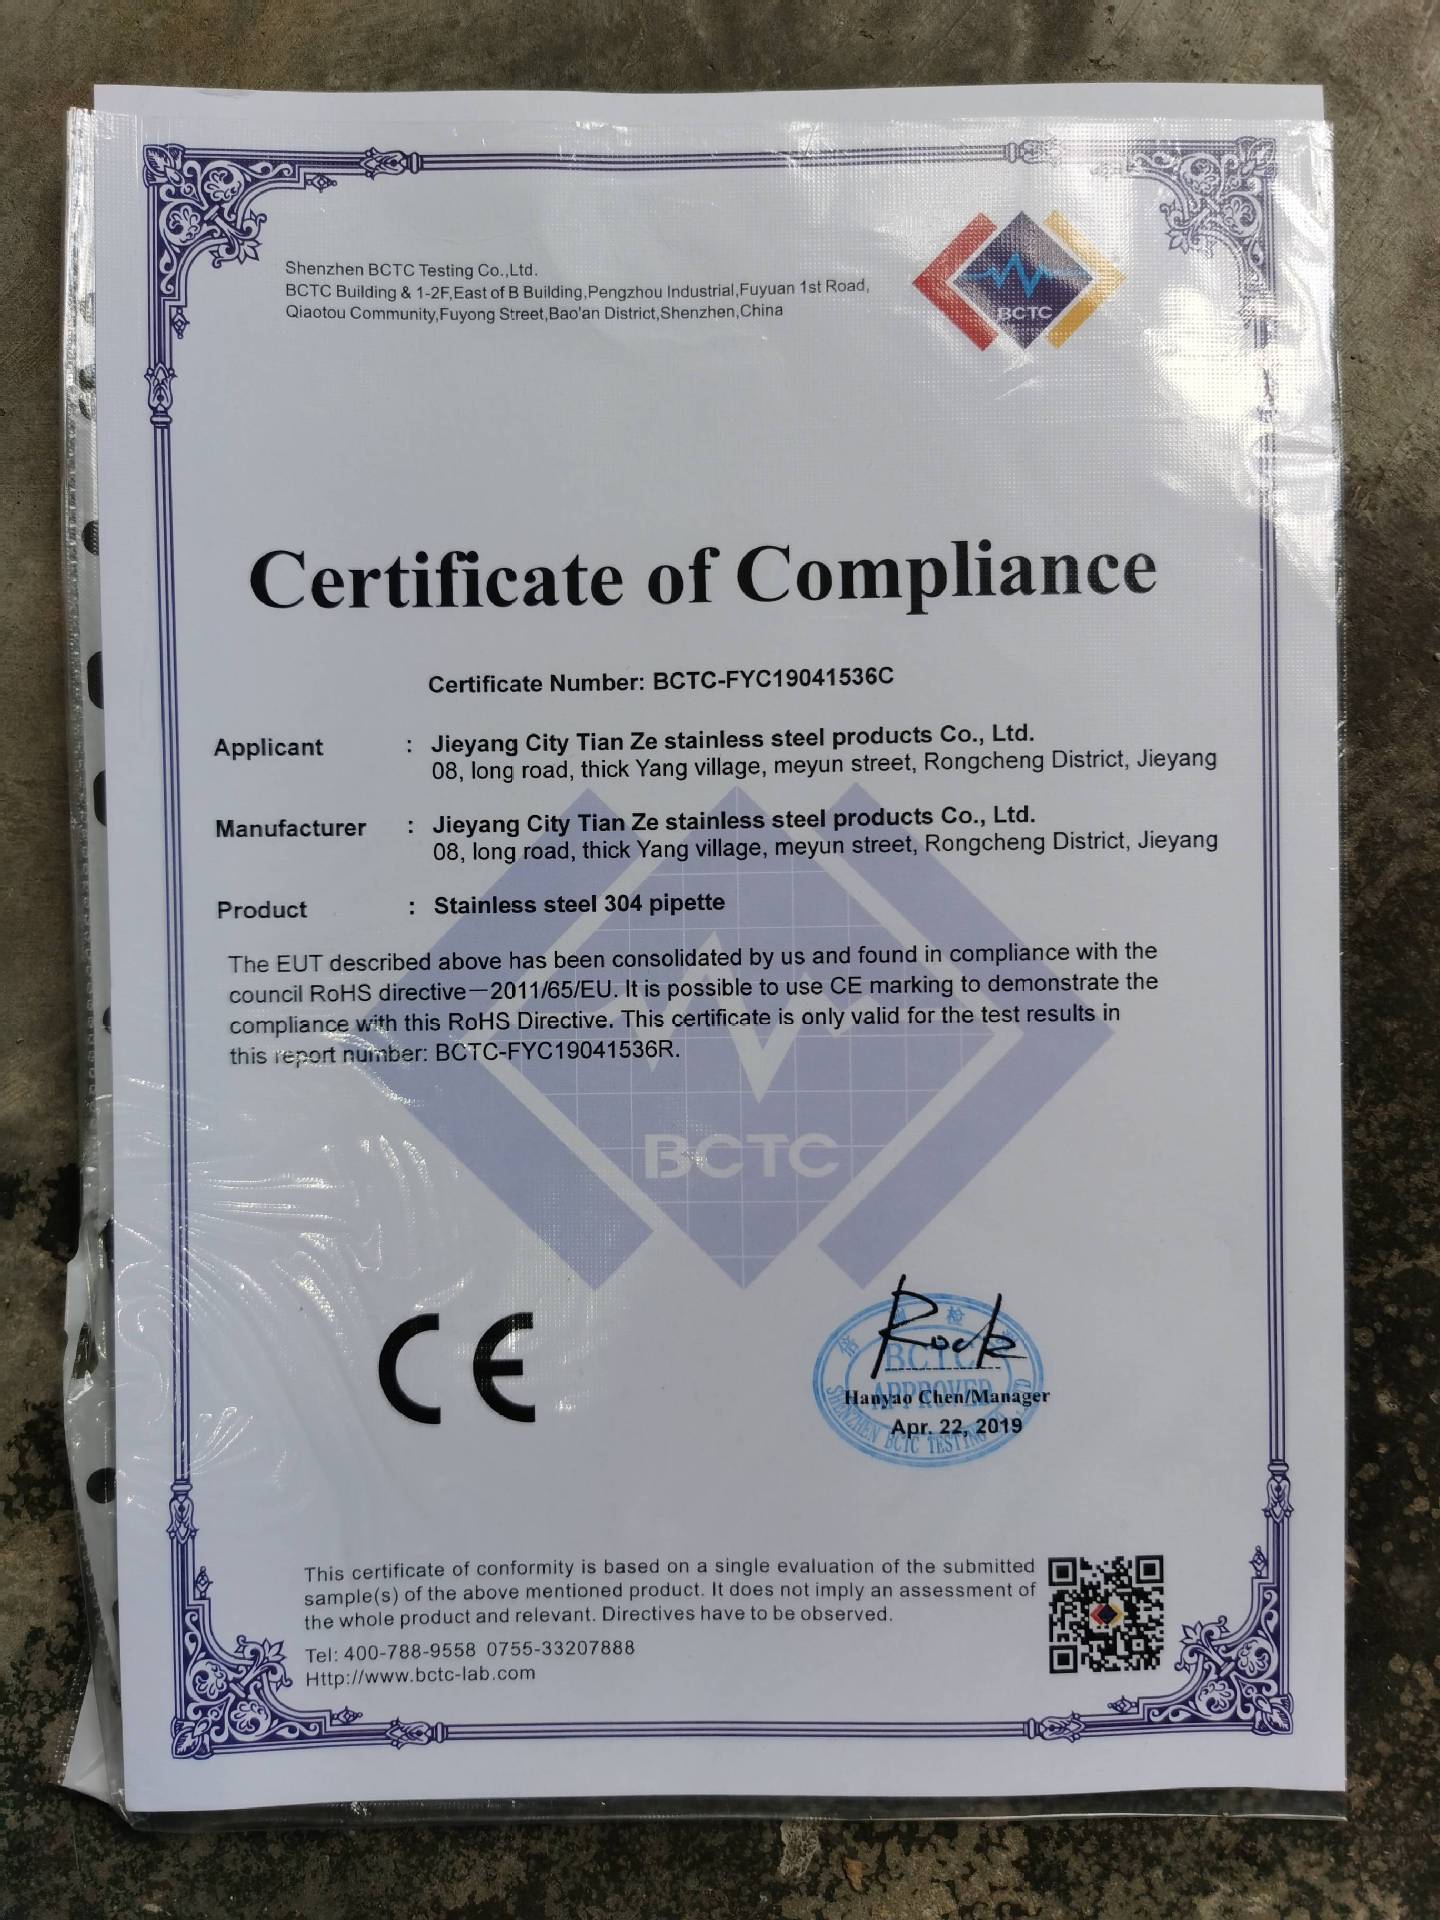 Shenzhen BCTC Testing Co.,Ltd.
BCTC Building & 1-2F,East of B Building,Pengzhou Industrial,Fuyuan 1st Road,
Qiaotou Community,Fuyong Street,Bao'an District,Shenzhen,China
BCTC
Certificate of Compliance
Certificate Number: BCTC-FYC19041536C
Applicant : Jieyang City Tian Ze stainless steel products Co., Ltd.
08, long road, thick Yang village, meyun street, Rongcheng District, Jieyang
Manufacturer : Jieyang City Tian Ze stainless steel products Co., Ltd.
08, long road, thick Yang village, meyun street, Rongcheng District, Jieyang
Product : Stainless steel 304 pipette
The EUT described above has been consolidated by us and found in compliance with the
council RoHS directive—2011/65/EU. It is possible to use CE marking to demonstrate the
compliance with this RoHS Directive. This certificate is only valid for the test results in
this report number: BCTC-FYC19041536R.
BCTC
CE
Rock
BCTC
APPROVED
Hanyao Chen/Manager
Apr. 22, 2019
SHENZHEN BCTC TESTING
This certificate of conformity is based on a single evaluation of the submitted
sample(s) of the above mentioned product. It does not imply an assessment of
the whole product and relevant. Directives have to be observed.
Tel: 400-788-9558 0755-33207888
Http://www.bctc-lab.com